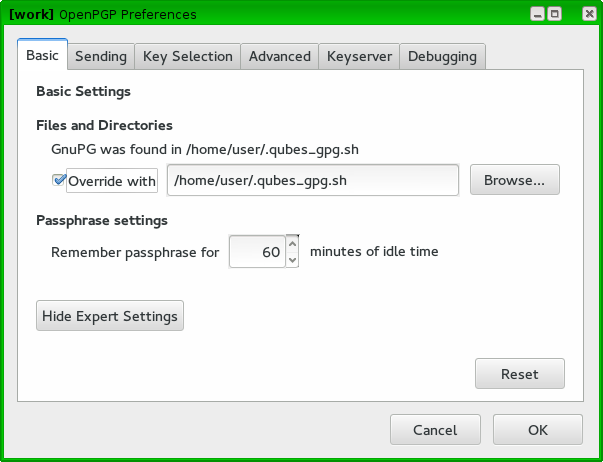 [work] OpenPGP Preferences
Basic Sending Key Selection Advanced Keyserver Debugging
Basic Settings
Files and Directories
GnuPG was found in /home/user/.qubes_gpg.sh
Override with /home/user/.qubes_gpg.sh Browse...
Passphrase settings
Remember passphrase for 60 minutes of idle time
Hide Expert Settings
Reset
Cancel OK